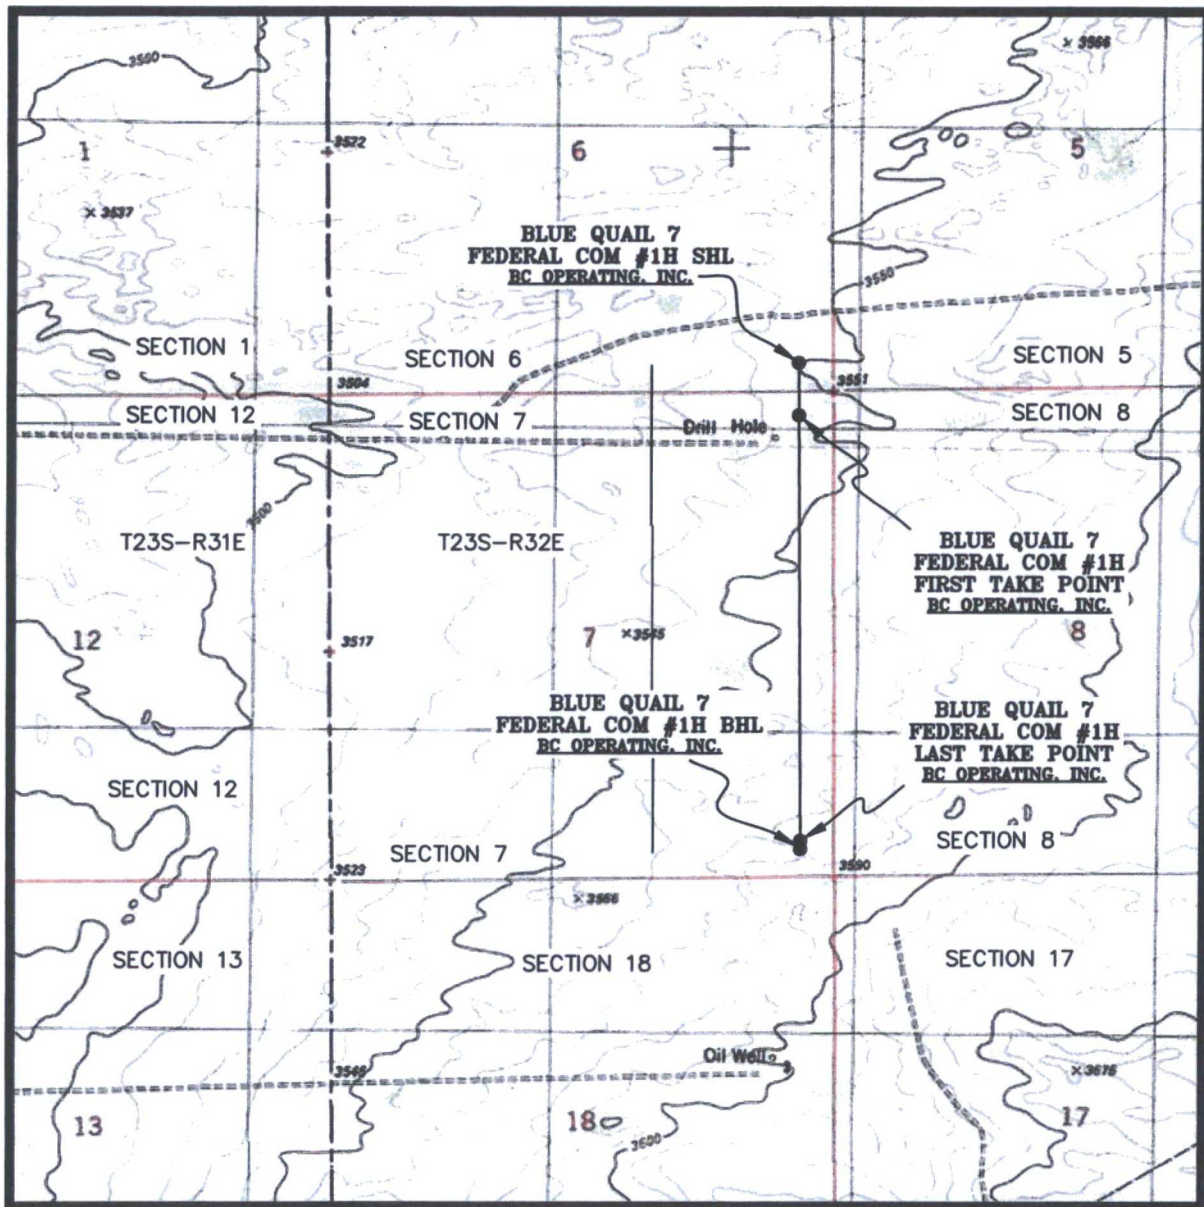 3566
3550
1
3522
6
5
3537
BLUE QUAIL 7
FEDERAL COM #1H SHL
BC OPERATING, INC.
3550
SECTION 1
SECTION 6
SECTION 5
3504
3551
SECTION 12
SECTION 7
SECTION 8
Drill Hole
3500
T23S-R31E
T23S-R32E
BLUE QUAIL 7
FEDERAL COM #1H
FIRST TAKE POINT
BC OPERATING, INC.
12
3517
7
8
BLUE QUAIL 7
FEDERAL COM #1H BHL
BC OPERATING, INC.
BLUE QUAIL 7
FEDERAL COM #1H
LAST TAKE POINT
BC OPERATING, INC.
SECTION 12
SECTION 7
SECTION 8
3523
3590
SECTION 13
SECTION 18
SECTION 17
Oil Well
13
18
3600
17